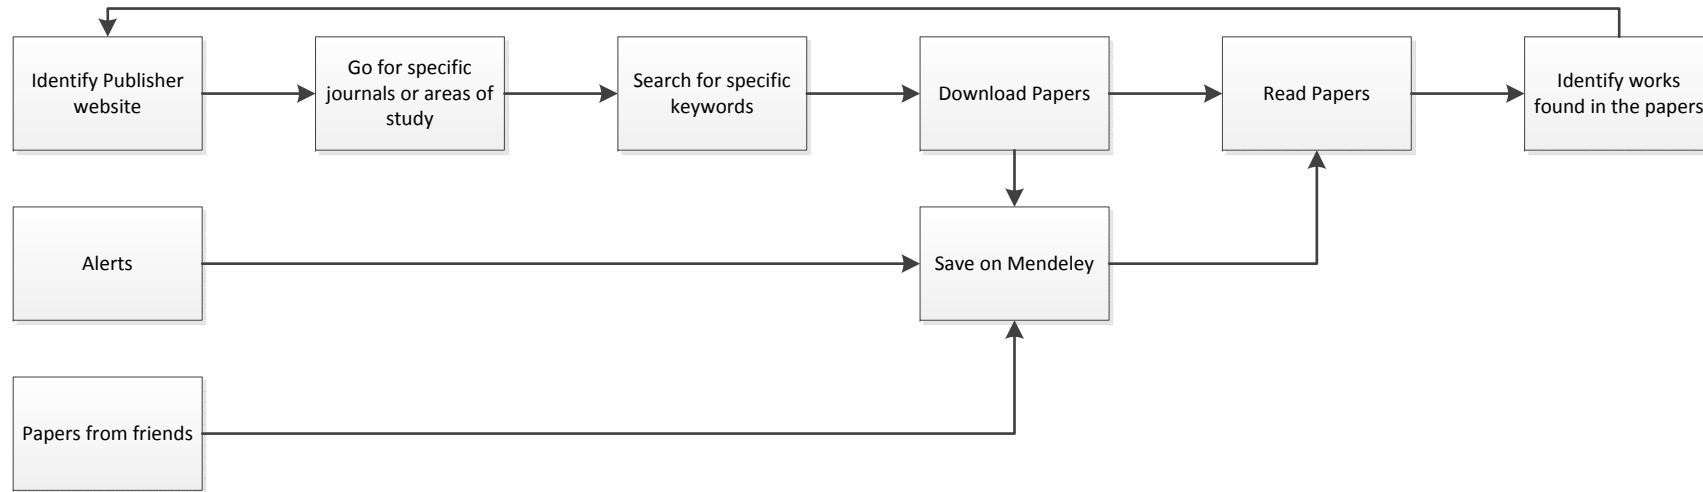 Identify Publisher
website
Go for specific
journals or areas of
study
Search for specific
keywords
Download Papers
Read Papers
Identify works
found in the papers
Alerts
Save on Mendeley
Papers from friends